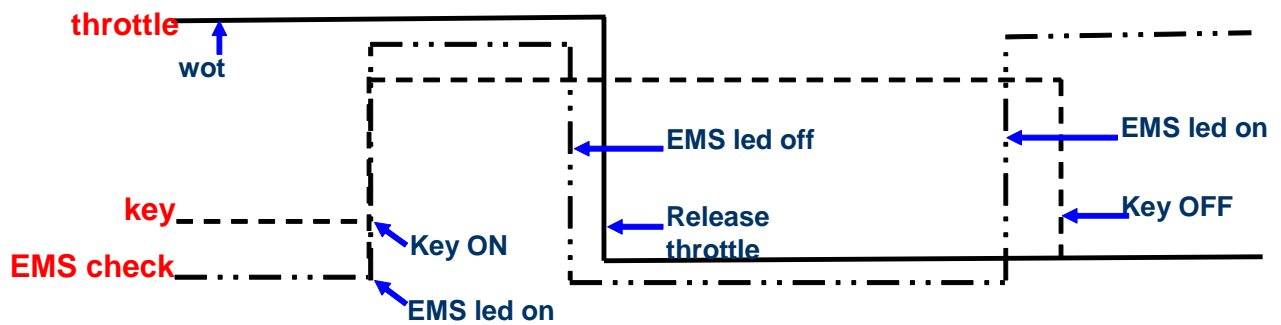 throttle
wot
EMS led off
EMS led on
key
Key ON
Release
throttle
Key OFF
EMS check
EMS led on